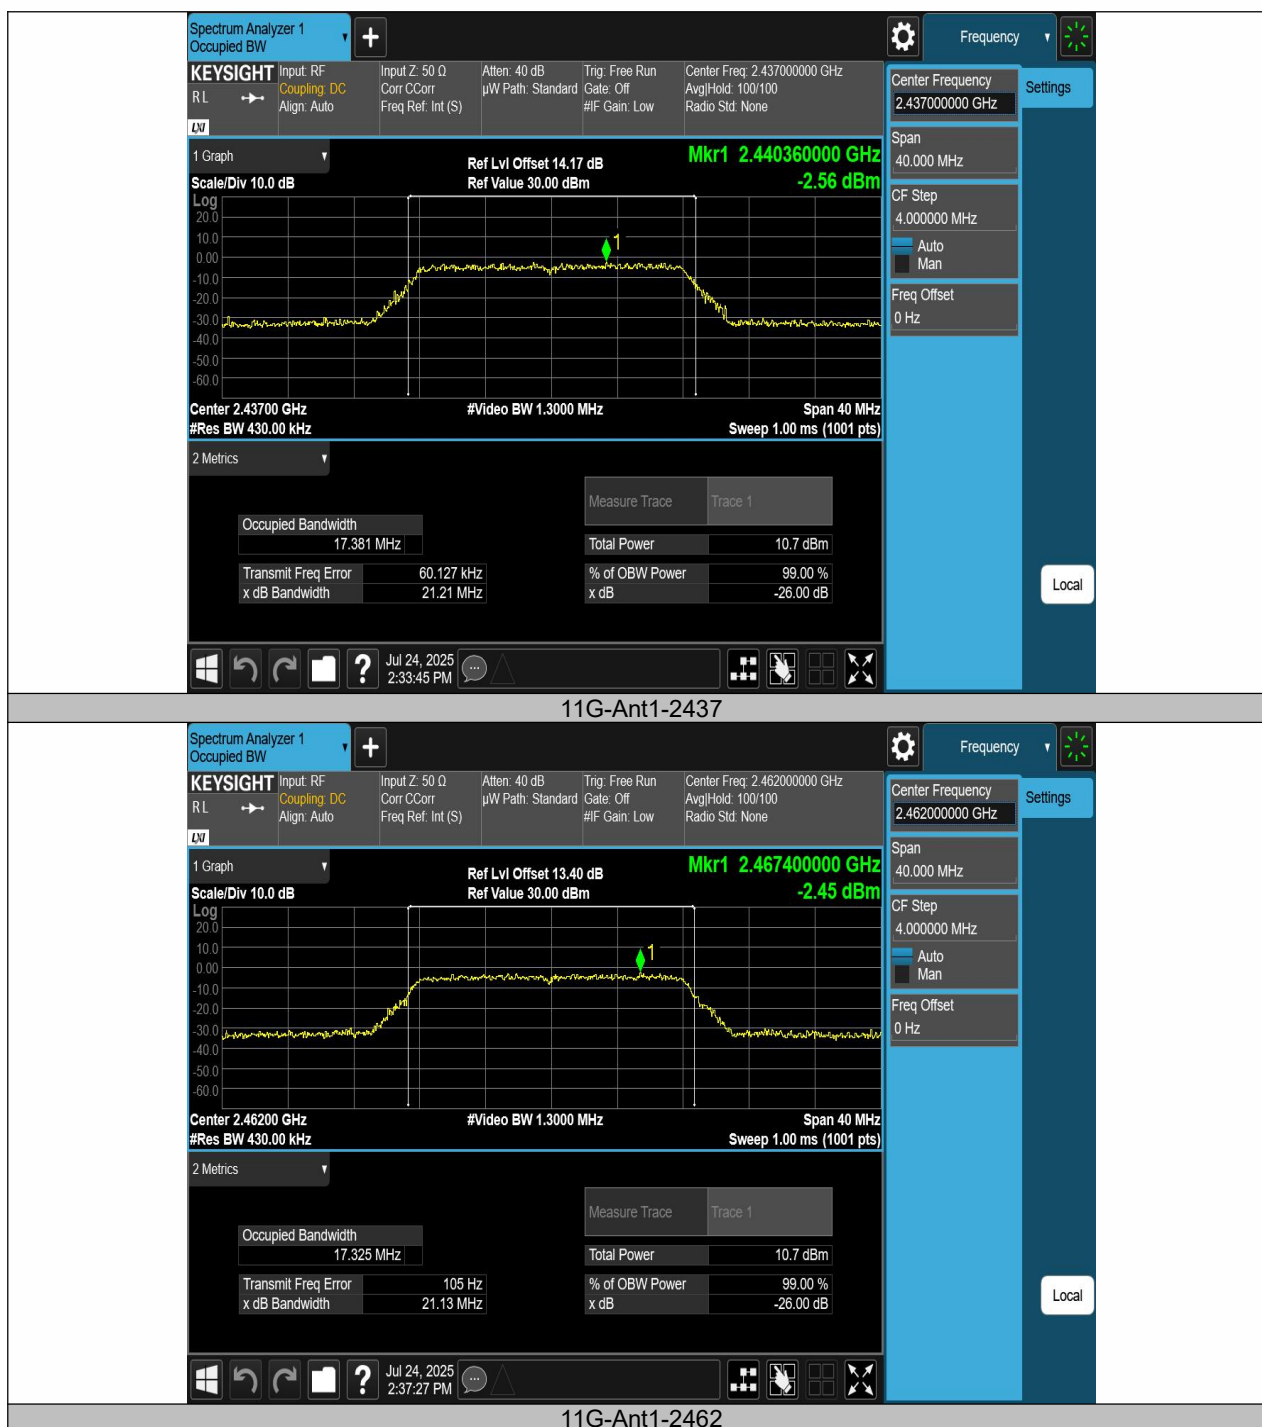 Spectrum Analyzer 1
Occupied BW
+
Frequency
KEYSIGHT
R L
LXI
Input: RF
Coupling: DC
Align: Auto
Input Z: 50 Ω
Corr CCorr
Freq Ref: Int (S)
Atten: 40 dB
µW Path: Standard
Trig: Free Run
Gate: Off
#IF Gain: Low
Center Freq: 2.437000000 GHz
Avg|Hold: 100/100
Radio Std: None
Center Frequency
2.437000000 GHz
Settings
Span
40.000 MHz
CF Step
4.000000 MHz
Auto
Man
Freq Offset
0 Hz
Local
1 Graph
Scale/Div 10.0 dB
Ref Lvl Offset 14.17 dB
Ref Value 30.00 dBm
Mkr1 2.440360000 GHz
-2.56 dBm
Log
20.0
10.0
0.00
-10.0
-20.0
-30.0
-40.0
-50.0
-60.0
1
Center 2.43700 GHz
#Video BW 1.3000 MHz
Span 40 MHz
#Res BW 430.00 kHz
Sweep 1.00 ms (1001 pts)
2 Metrics
Measure Trace Trace 1
Occupied Bandwidth
17.381 MHz
Total Power 10.7 dBm
Transmit Freq Error 60.127 kHz
% of OBW Power 99.00 %
x dB Bandwidth 21.21 MHz
x dB -26.00 dB
?
Jul 24, 2025
2:33:45 PM
11G-Ant1-2437
Spectrum Analyzer 1
Occupied BW
+
Frequency
KEYSIGHT
R L
LXI
Input: RF
Coupling: DC
Align: Auto
Input Z: 50 Ω
Corr CCorr
Freq Ref: Int (S)
Atten: 40 dB
µW Path: Standard
Trig: Free Run
Gate: Off
#IF Gain: Low
Center Freq: 2.462000000 GHz
Avg|Hold: 100/100
Radio Std: None
Center Frequency
2.462000000 GHz
Settings
Span
40.000 MHz
CF Step
4.000000 MHz
Auto
Man
Freq Offset
0 Hz
Local
1 Graph
Scale/Div 10.0 dB
Ref Lvl Offset 13.40 dB
Ref Value 30.00 dBm
Mkr1 2.467400000 GHz
-2.45 dBm
Log
20.0
10.0
0.00
-10.0
-20.0
-30.0
-40.0
-50.0
-60.0
1
Center 2.46200 GHz
#Video BW 1.3000 MHz
Span 40 MHz
#Res BW 430.00 kHz
Sweep 1.00 ms (1001 pts)
2 Metrics
Measure Trace Trace 1
Occupied Bandwidth
17.325 MHz
Total Power 10.7 dBm
Transmit Freq Error 105 Hz
% of OBW Power 99.00 %
x dB Bandwidth 21.13 MHz
x dB -26.00 dB
?
Jul 24, 2025
2:37:27 PM
11G-Ant1-2462